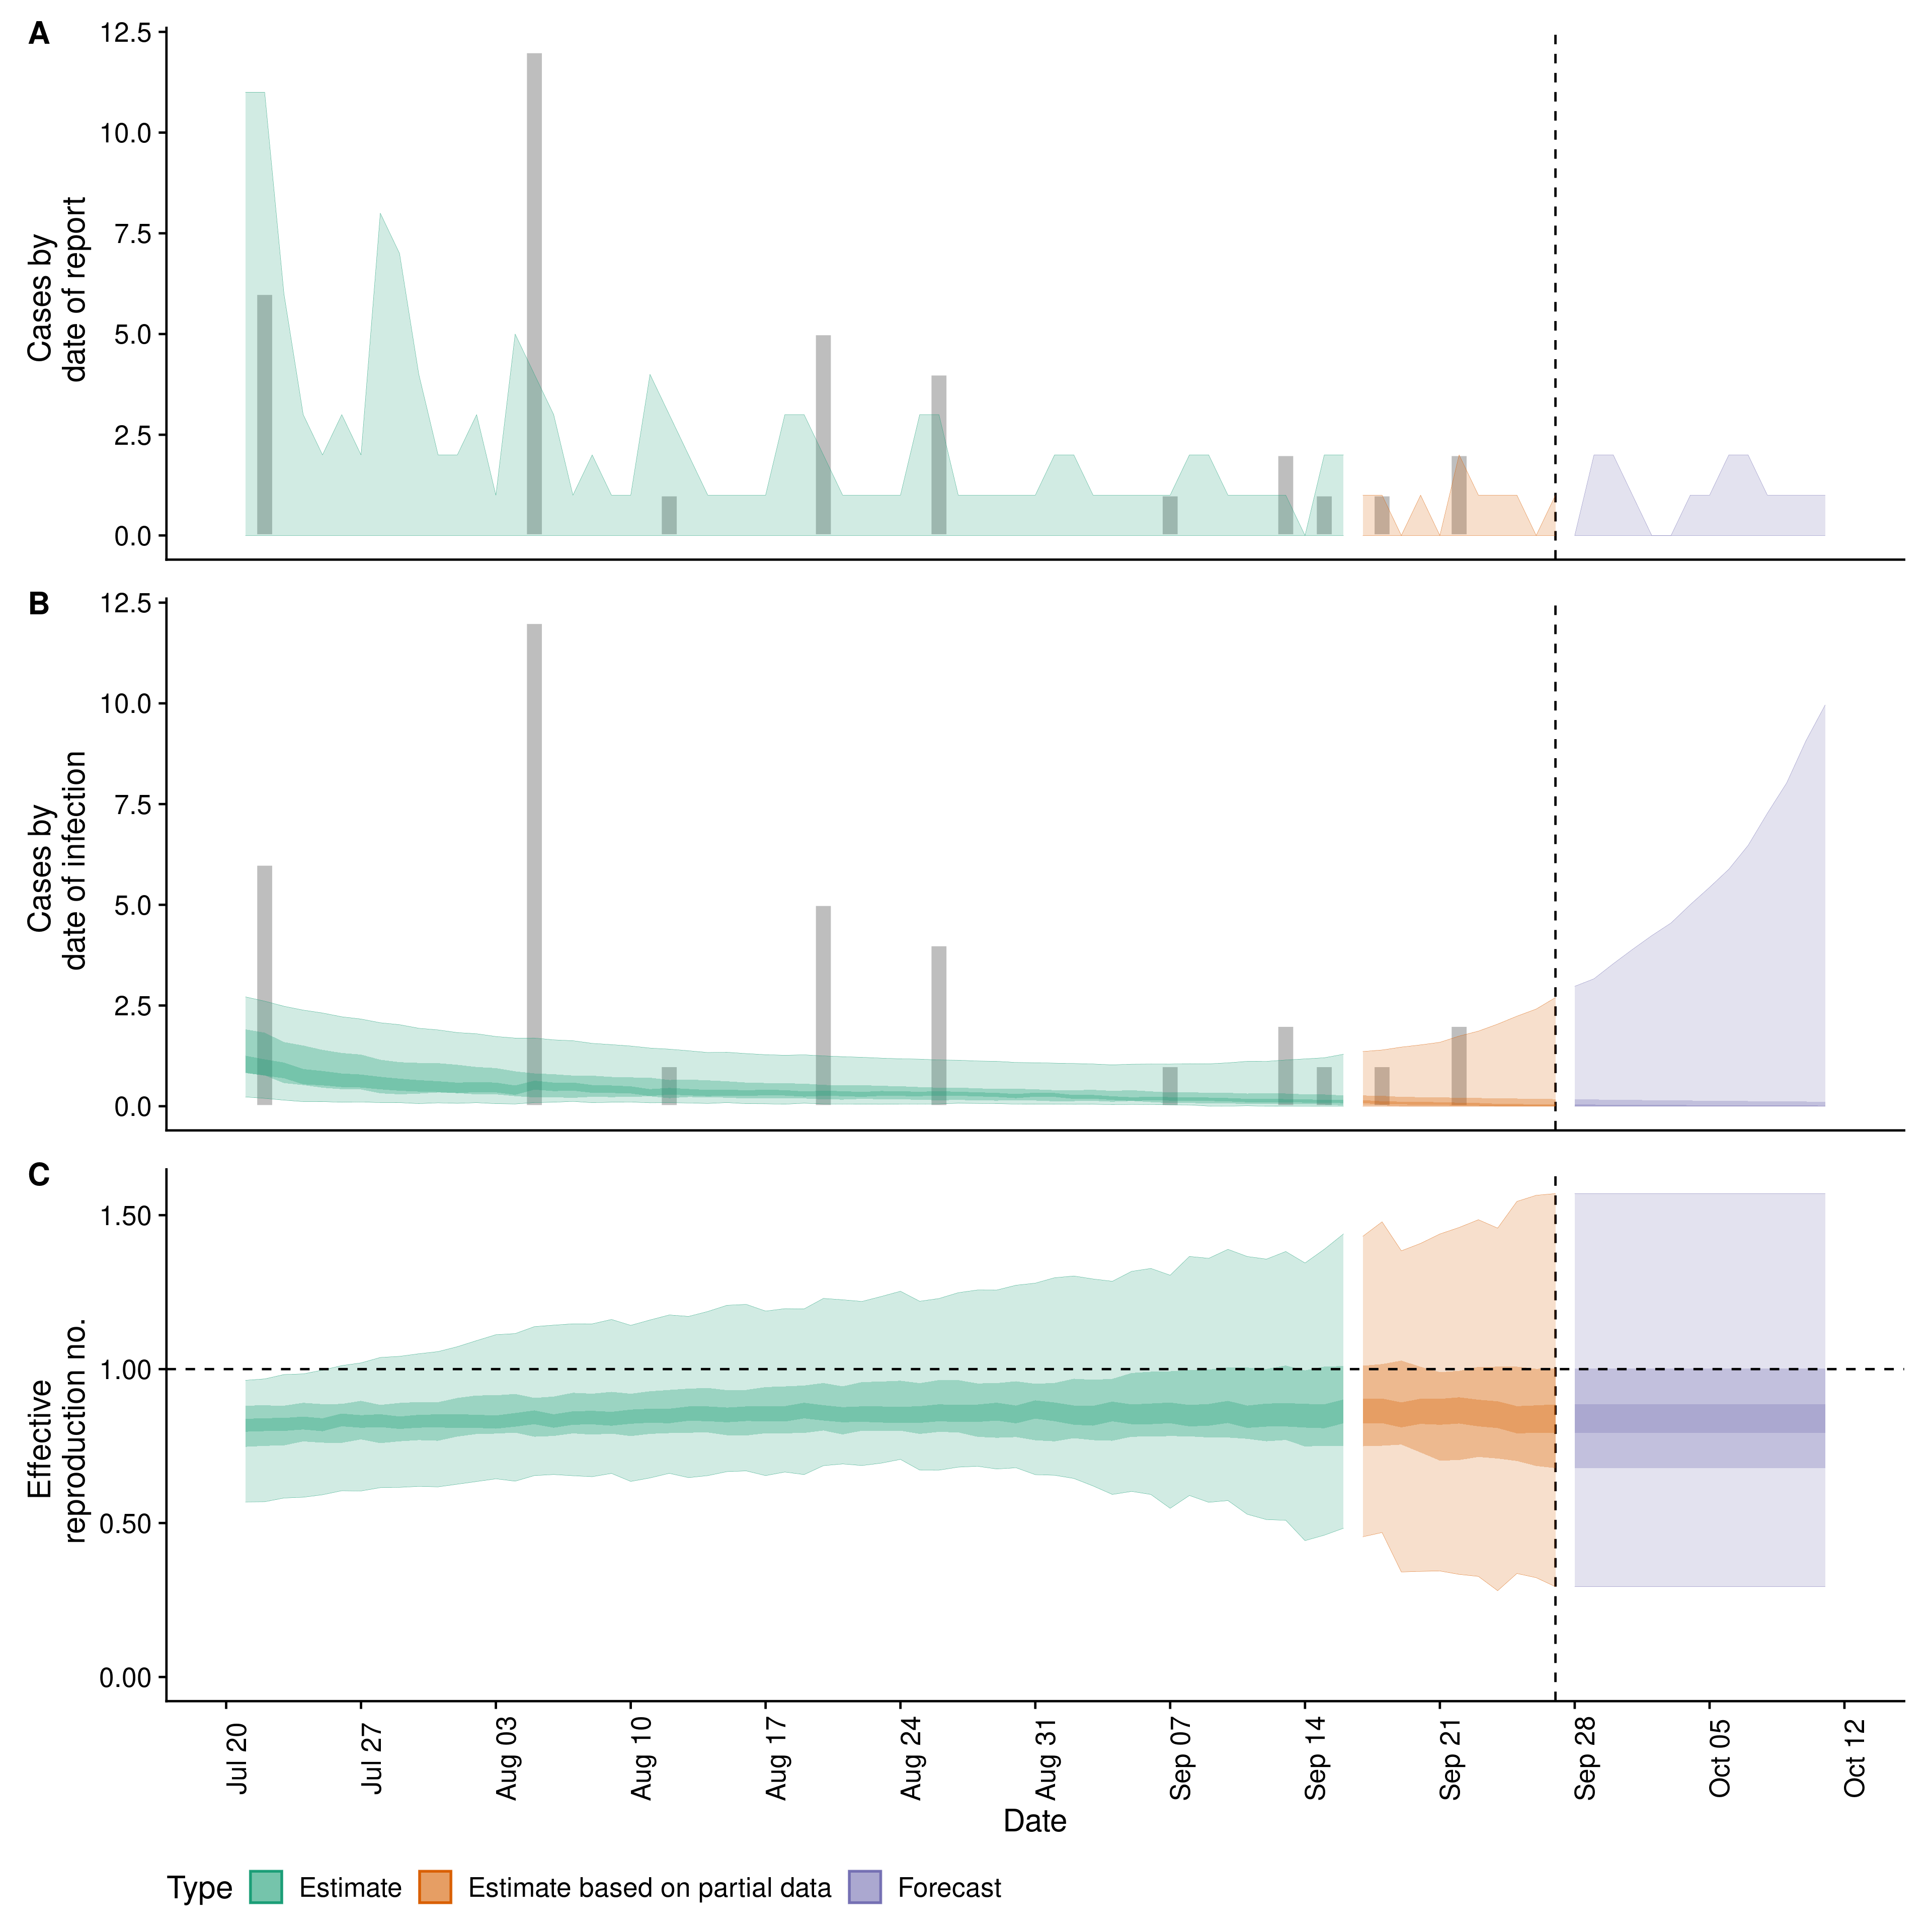 A
12.5
10.0
7.5
5.0
2.5
0.0
Cases by
date of report
B
12.5
10.0
7.5
5.0
2.5
0.0
Cases by
date of infection
C
1.50
1.00
0.50
0.00
Effective
reproduction no.
Jul 20
Jul 27
Aug 03
Aug 10
Aug 17
Aug 24
Aug 31
Sep 07
Sep 14
Sep 21
Sep 28
Oct 05
Oct 12
Date
Type Estimate Estimate based on partial data Forecast